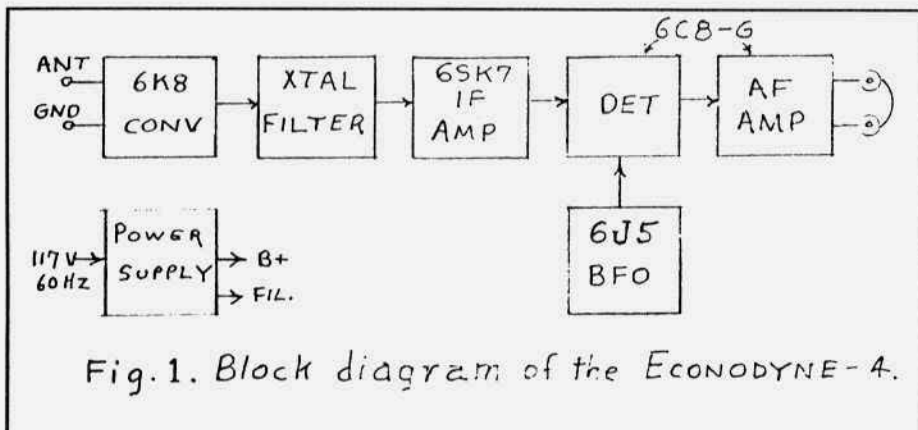 6C8-G
ANT
GND
6K8
CONV
XTAL
FILTER
6SK7
IF
AMP
DET
AF
AMP
6J5
BFO
117V
60HZ
POWER
SUPPLY
B+
FIL.
Fig. 1. Block diagram of the ECONODYNE-4.